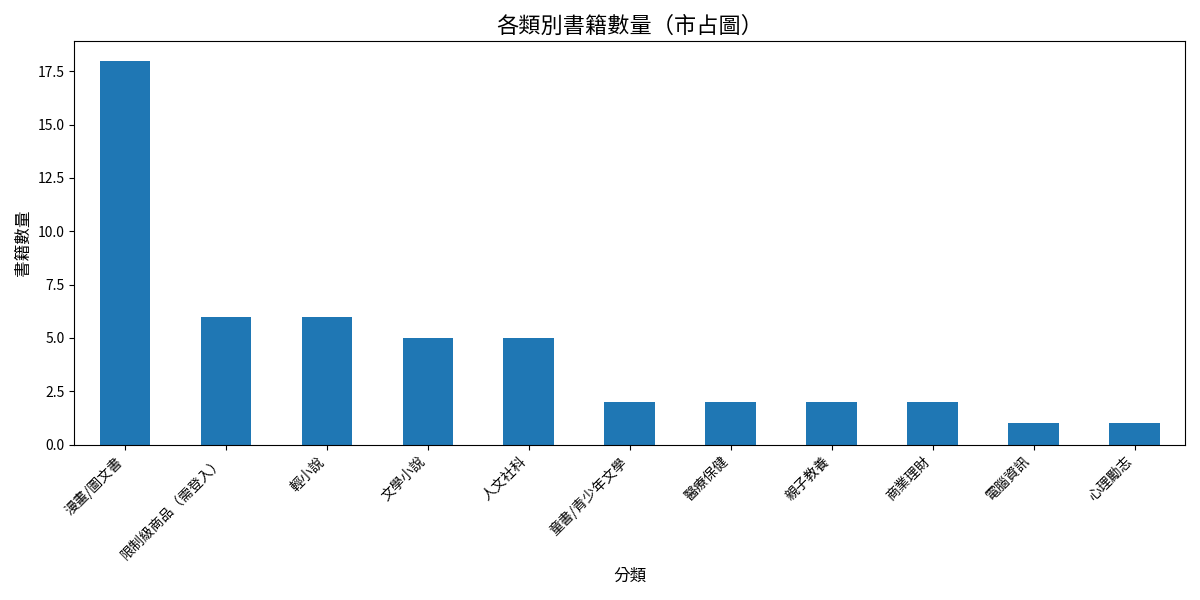 各類別書籍數量（市占圖）
書籍數量
17.5
15.0
12.5
10.0
7.5
5.0
2.5
0.0
漫畫/圖文書
限制級商品（需登入）
輕小說
文學小說
人文社科
童書/青少年文學
醫療保健
親子教養
商業理財
電腦資訊
心理勵志
分類